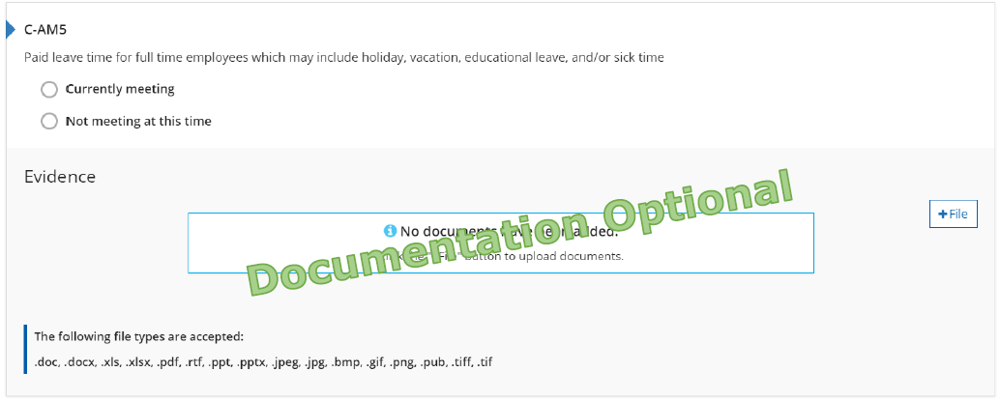 C-AM5
Paid leave time for full time employees which may include holiday, vacation, educational leave, and/or sick time
Currently meeting
Not meeting at this time
Evidence
+File
No documents have been added.
button to upload documents.
Documentation Optional
The following file types are accepted:
.doc, .docx, .xls, .xlsx, .pdf, .rtf, .ppt, .pptx, .jpeg, .jpg, .bmp, .gif, .png, .pub, .tiff, .tif